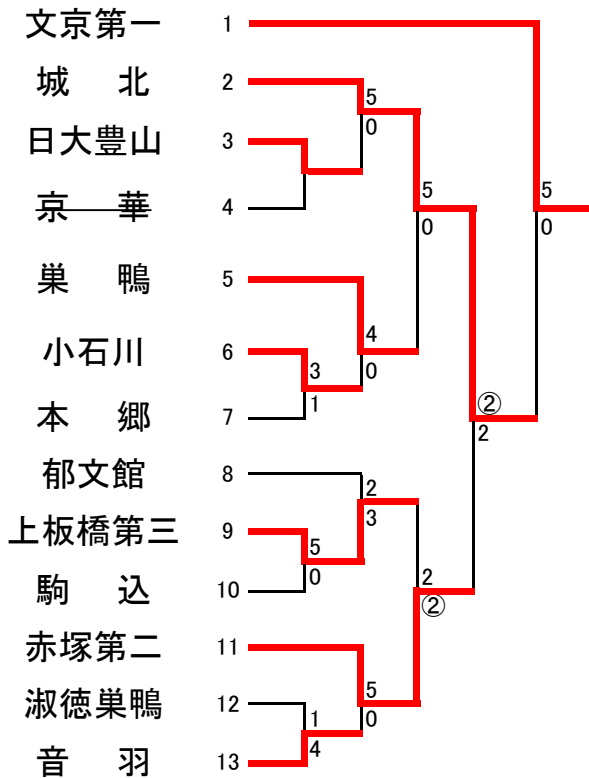 文京第一 1
城 北 2
5
0
日大豊山 3
京 華 4
5
0
5
0
巣 鴨 5
4
0
小石川 6
3
1
本 郷 7
②
2
郁文館 8
2
3
上板橋第三 9
5
0
駒 込 10
2
②
赤塚第二 11
5
0
淑徳巣鴨 12
1
4
音 羽 13